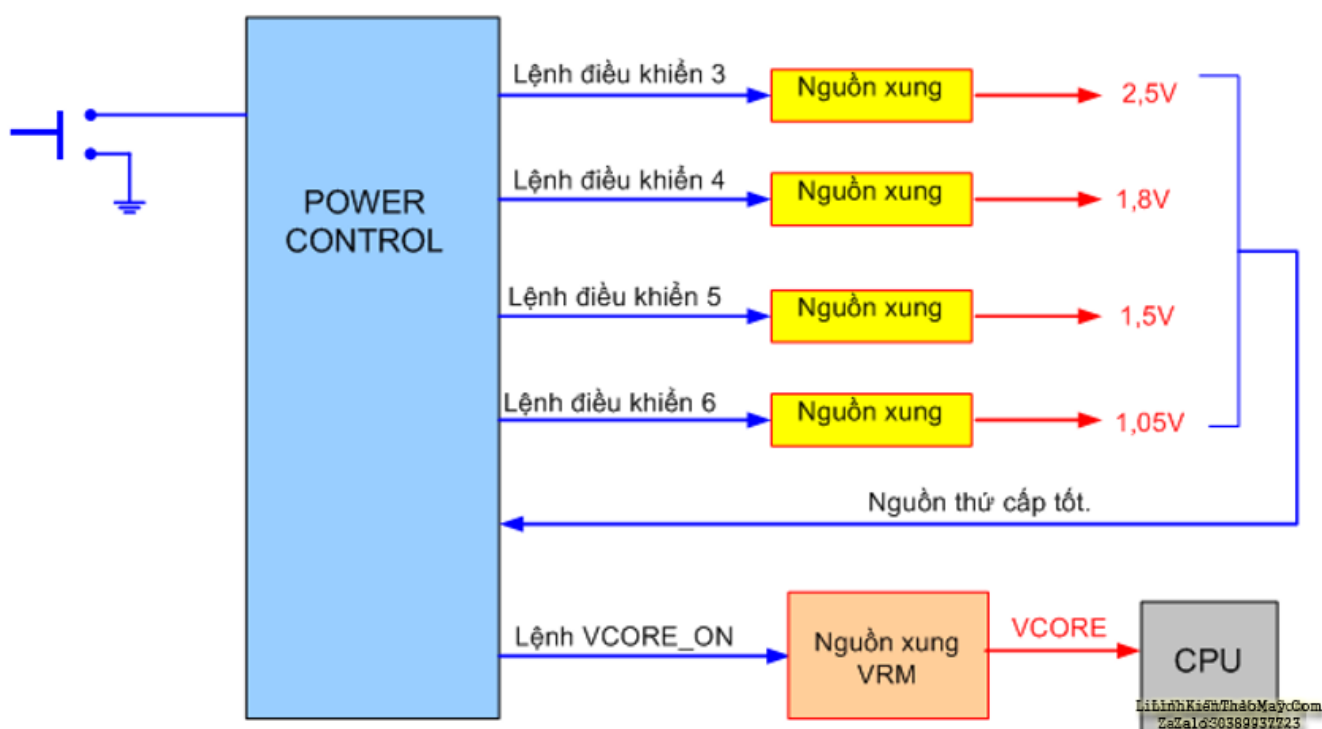 Lệnh điều khiển 3
Nguồn xung
2,5V
POWER
CONTROL
Lệnh điều khiển 4
Nguồn xung
1,8V
Lệnh điều khiển 5
Nguồn xung
1,5V
Lệnh điều khiển 6
Nguồn xung
1,05V
Nguồn thứ cấp tốt.
Lệnh VCORE_ON
Nguồn xung
VRM
VCORE
CPU
LiLinhKiệnTháoMáy.Com